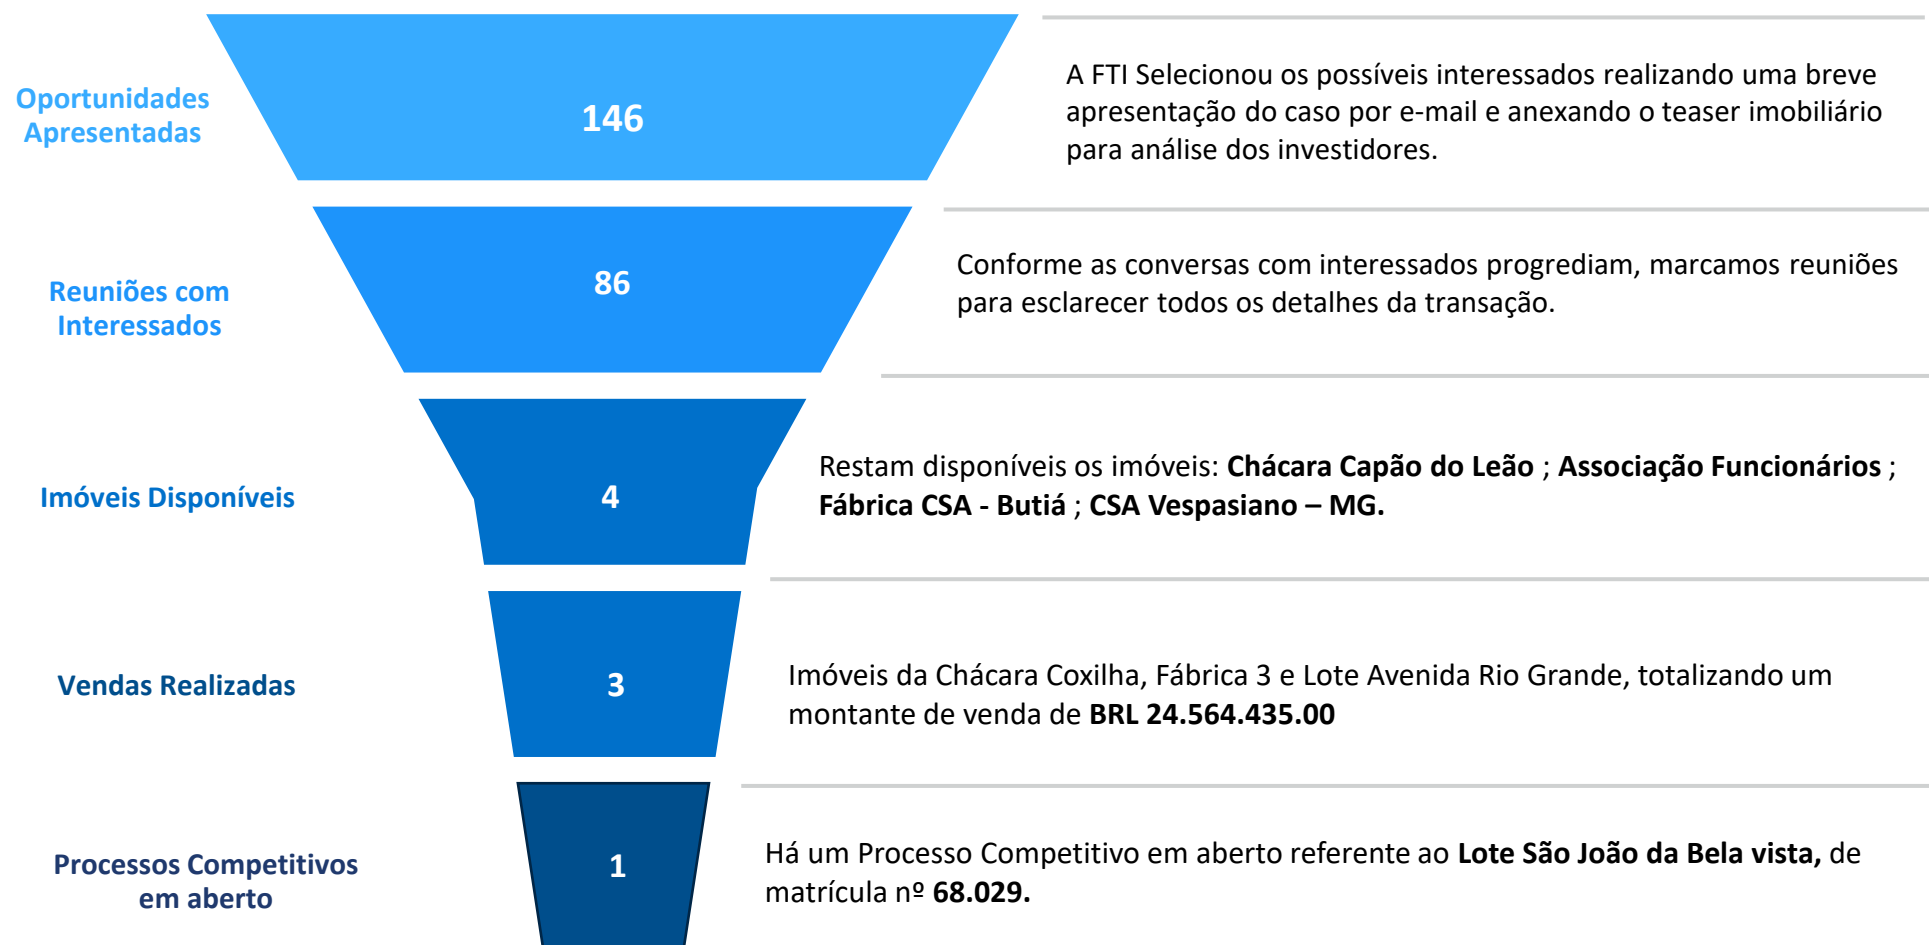 Oportunidades
Apresentadas
146
A FTI Selecionou os possíveis interessados realizando uma breve
apresentação do caso por e-mail e anexando o teaser imobiliário
para análise dos investidores.
Reuniões com
Interessados
86
Conforme as conversas com interessados progrediam, marcamos reuniões
para esclarecer todos os detalhes da transação.
Imóveis Disponíveis
4
Restam disponíveis os imóveis: Chácara Capão do Leão ; Associação Funcionários ;
Fábrica CSA - Butiá ; CSA Vespasiano – MG.
Vendas Realizadas
3
Imóveis da Chácara Coxilha, Fábrica 3 e Lote Avenida Rio Grande, totalizando um
montante de venda de BRL 24.564.435.00
Processos Competitivos
em aberto
1
Há um Processo Competitivo em aberto referente ao Lote São João da Bela vista, de
matrícula nº 68.029.